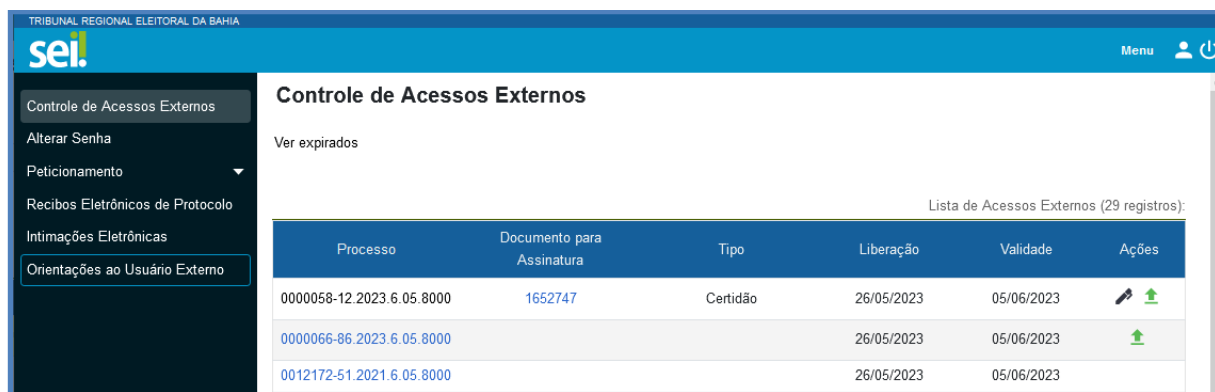 TRIBUNAL REGIONAL ELEITORAL DA BAHIA
sei!
Menu
Controle de Acessos Externos
Alterar Senha
Peticionamento
Recibos Eletrônicos de Protocolo
Intimações Eletrônicas
Orientações ao Usuário Externo
Controle de Acessos Externos
Ver expirados
Lista de Acessos Externos (29 registros):
Processo Documento para Assinatura Tipo Liberação Validade Ações
0000058-12.2023.6.05.8000 1652747 Certidão 26/05/2023 05/06/2023
0000066-86.2023.6.05.8000 26/05/2023 05/06/2023
0012172-51.2021.6.05.8000 26/05/2023 05/06/2023